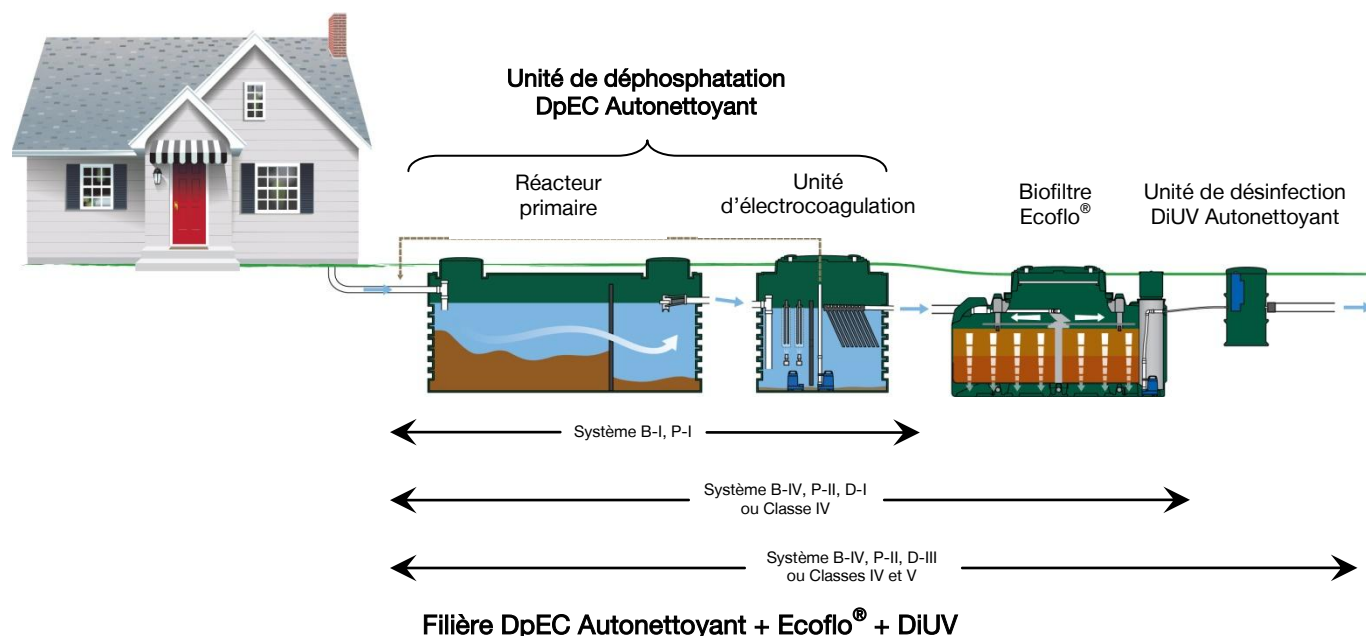 Unité de déphosphatation
DpEC Autonettoyant
Réacteur
primaire
Unité
d'électrocoagulation
Biofiltre
Ecoflo®
Unité de désinfection
DiUV Autonettoyant
Système B-I, P-I
Système B-IV, P-II, D-I
ou Classe IV
Système B-IV, P-II, D-III
ou Classes IV et V
Filière DpEC Autonettoyant + Ecoflo® + DiUV